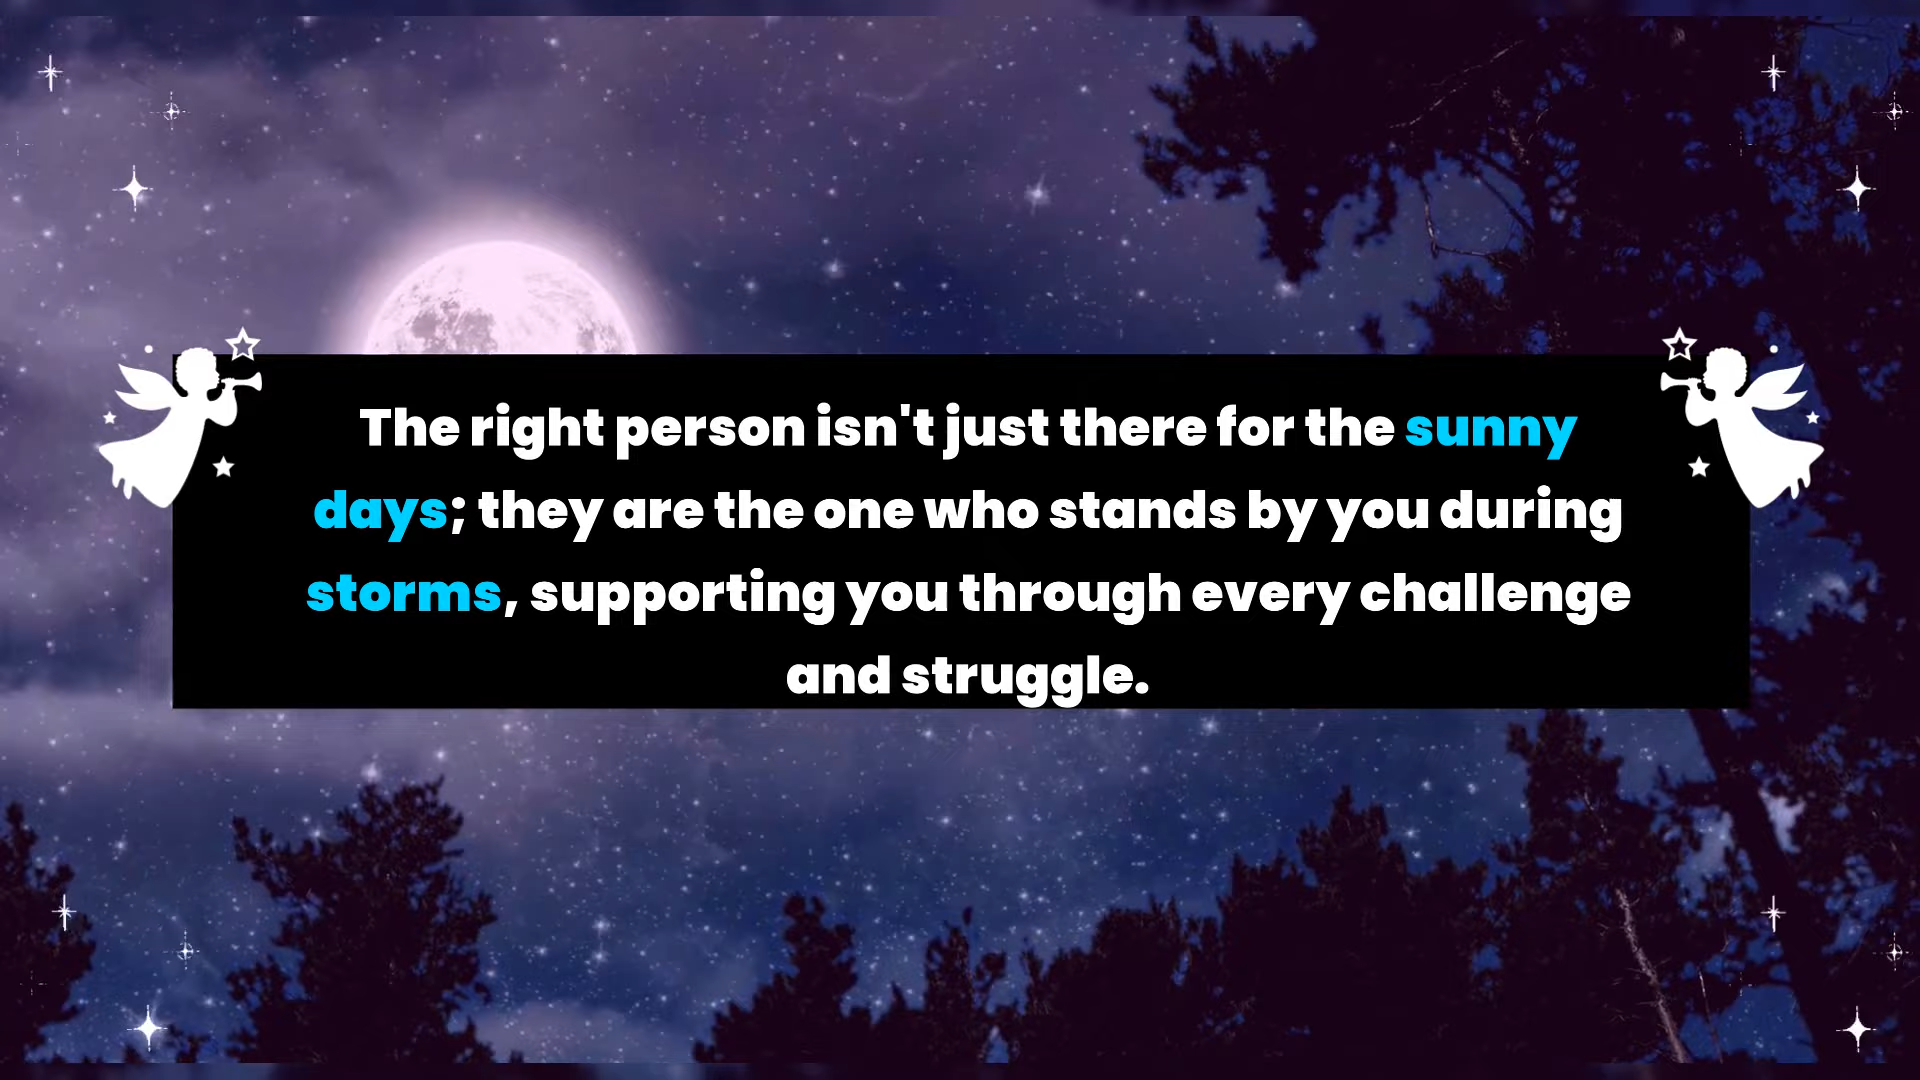 The right person isn't just there for the sunny
days; they are the one who stands by you during
storms, supporting you through every challenge
and struggle.